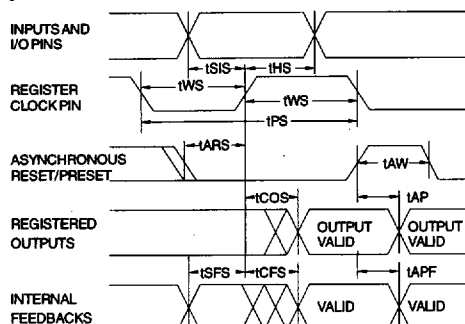 INPUTS AND
I/O PINS
tSIS
tHS
tWS
REGISTER
CLOCK PIN
tWS
tPS
tARS
ASYNCHRONOUS
RESET/PRESET
tAW
tCOS
tAP
REGISTERED
OUTPUTS
OUTPUT
VALID
OUTPUT
VALID
tSFS
tCFS
tAPF
INTERNAL
FEEDBACKS
VALID
VALID